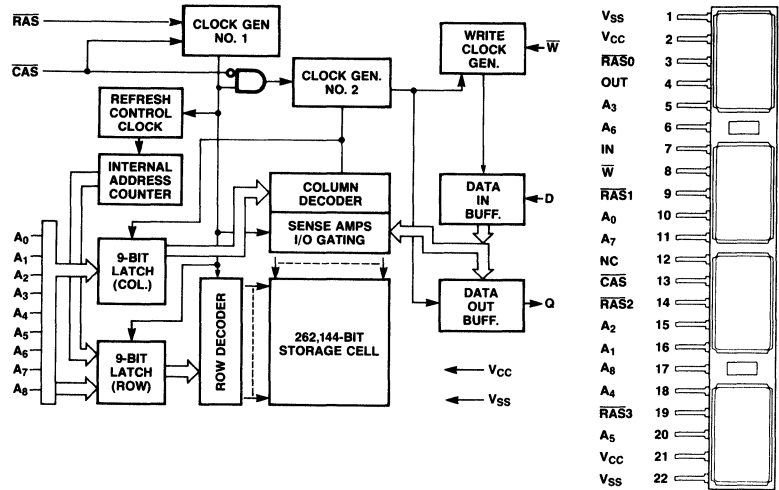 RAS
CLOCK GEN
NO. 1
CAS
CLOCK GEN.
NO. 2
WRITE
CLOCK
GEN.
W
REFRESH
CONTROL
CLOCK
INTERNAL
ADDRESS
COUNTER
COLUMN
DECODER
SENSE AMPS
I/O GATING
DATA
IN
BUFF.
D
A0
A1
A2
A3
A4
A5
A6
A7
A8
9-BIT
LATCH
(COL.)
9-BIT
LATCH
(ROW)
ROW DECODER
262,144-BIT
STORAGE CELL
DATA
OUT
BUFF.
Q
VCC
VSS
VSS 1
VCC 2
RAS0 3
OUT 4
A3 5
A6 6
IN 7
W 8
RAS1 9
A0 10
A7 11
NC 12
CAS 13
RAS2 14
A2 15
A1 16
A8 17
A4 18
RAS3 19
A5 20
VCC 21
VSS 22